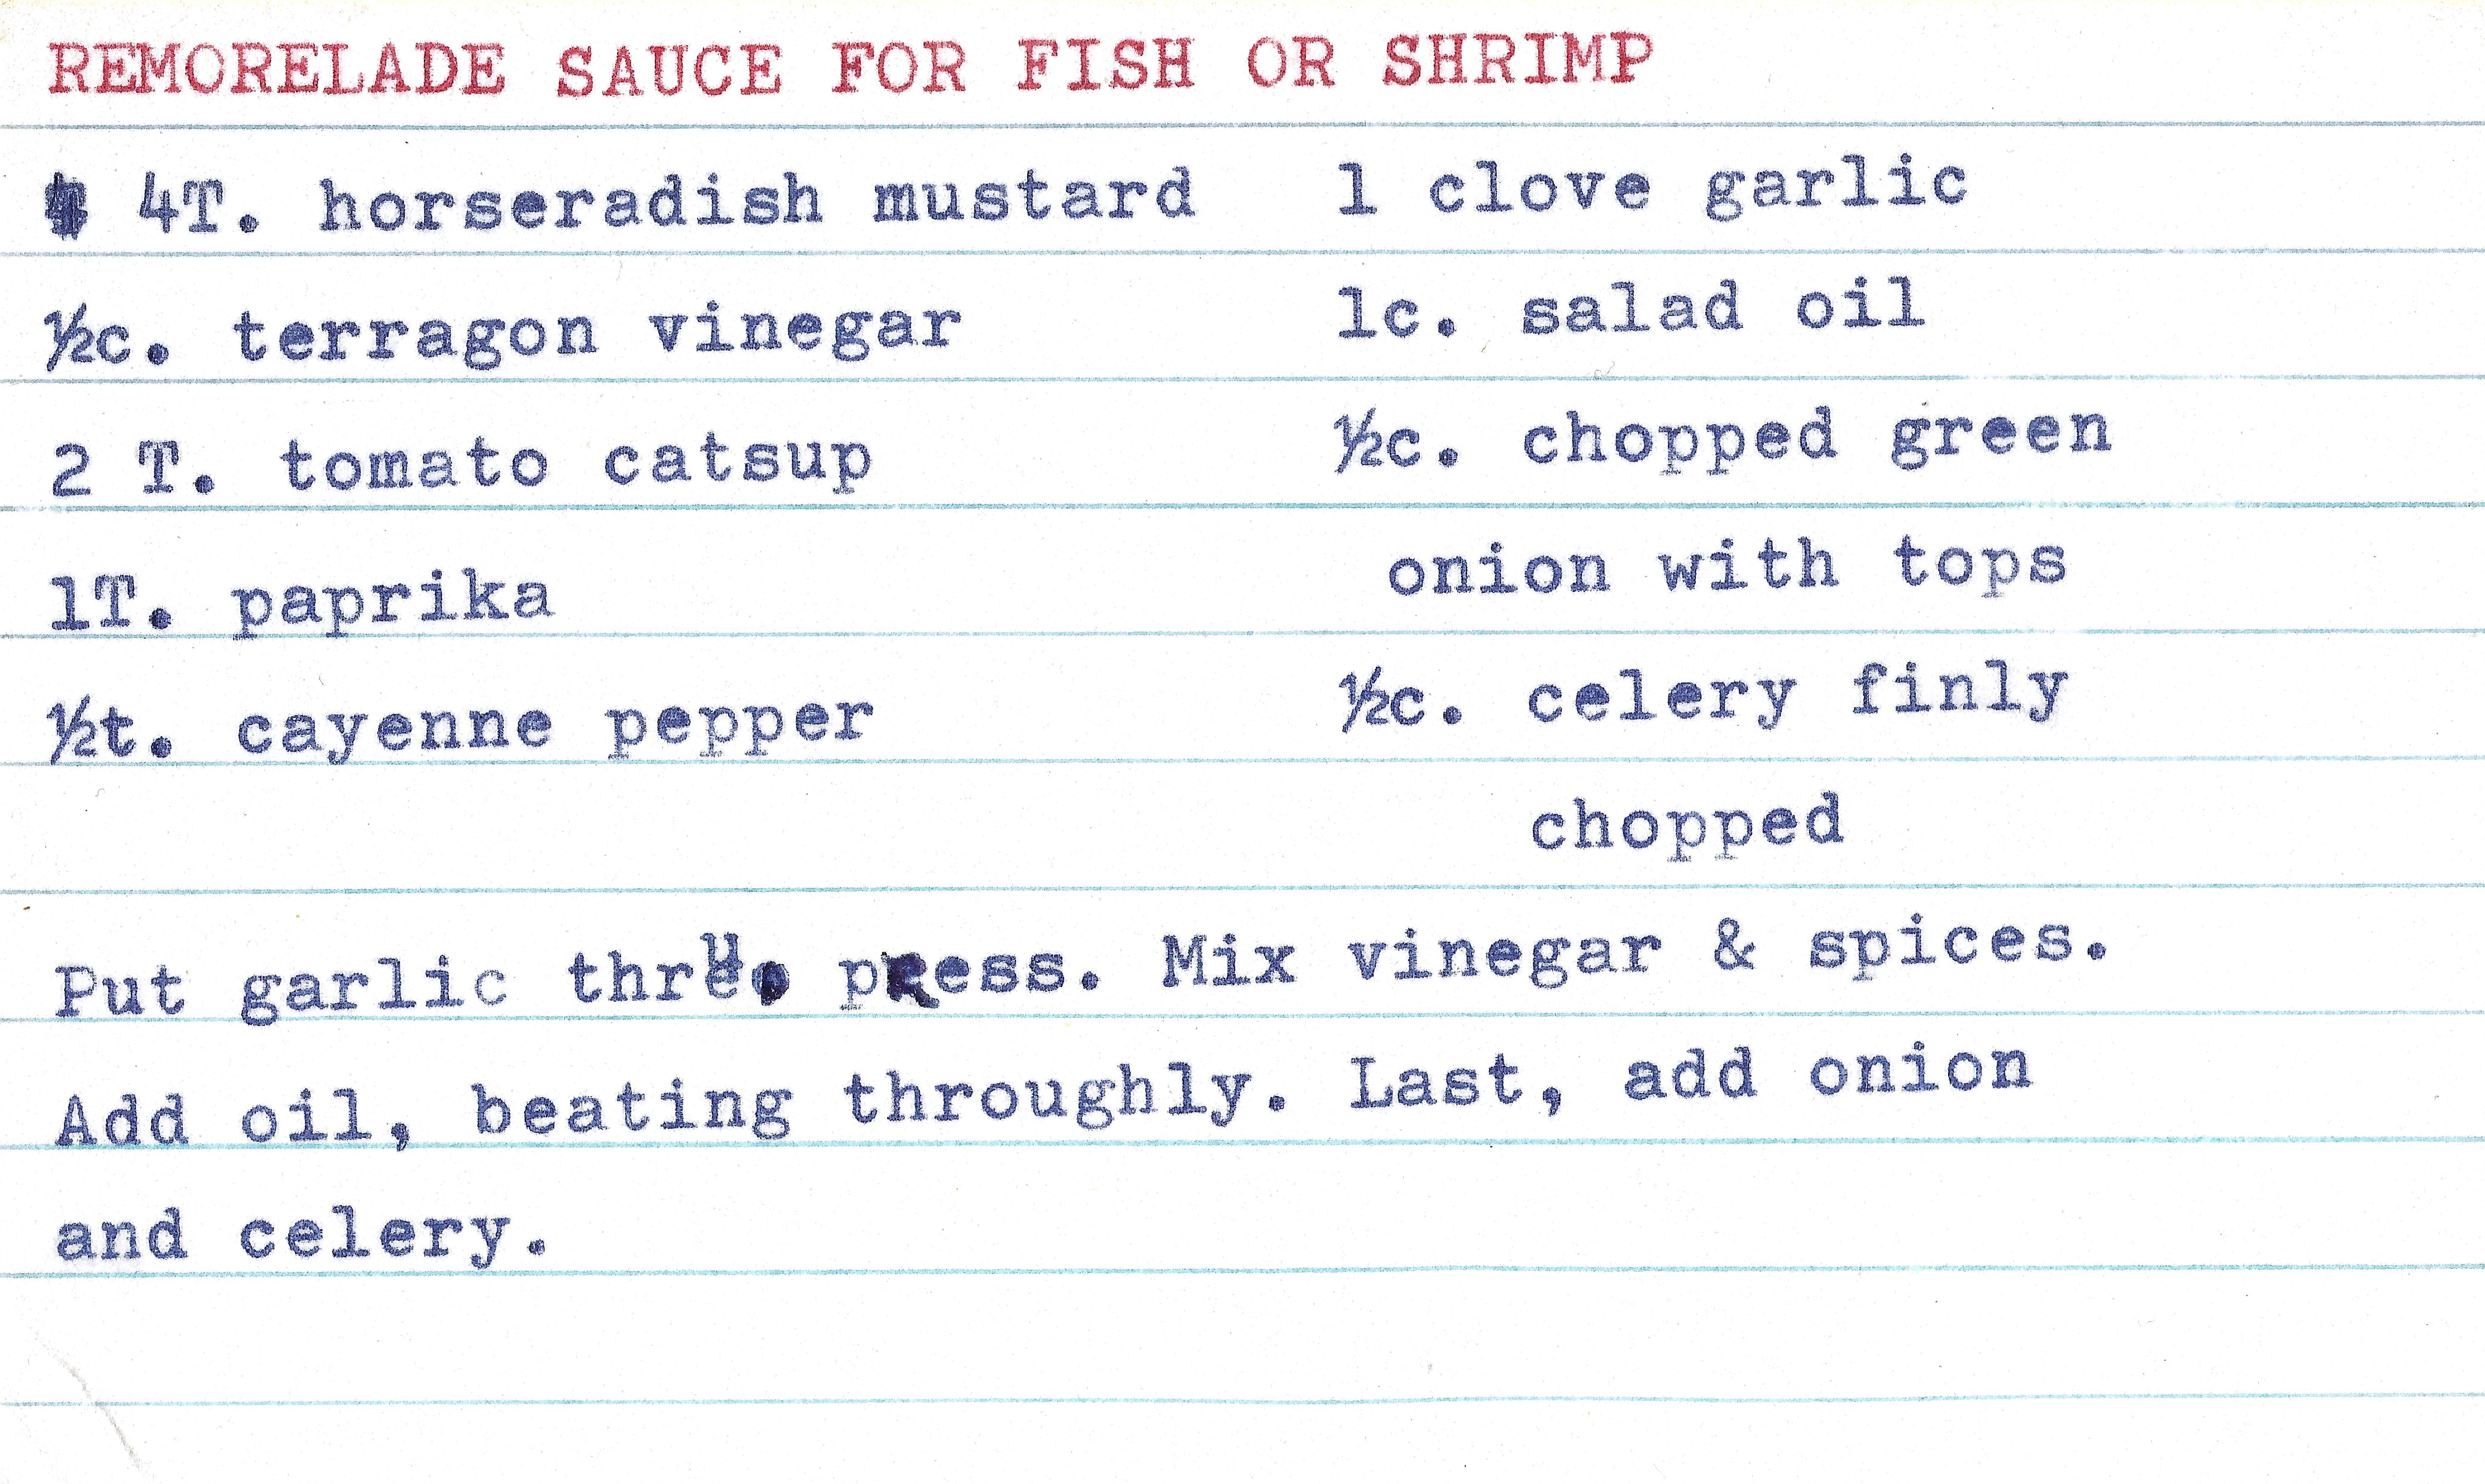 REMORELADE SAUCE FOR FISH OR SHRIMP
4T. horseradish mustard 1 clove garlic
½c. terragon vinegar 1c. salad oil
2 T. tomato catsup ½c. chopped green
1T. paprika onion with tops
½t. cayenne pepper ½c. celery finly
chopped
Put garlic thru press. Mix vinegar & spices.
Add oil, beating throughly. Last, add onion
and celery.